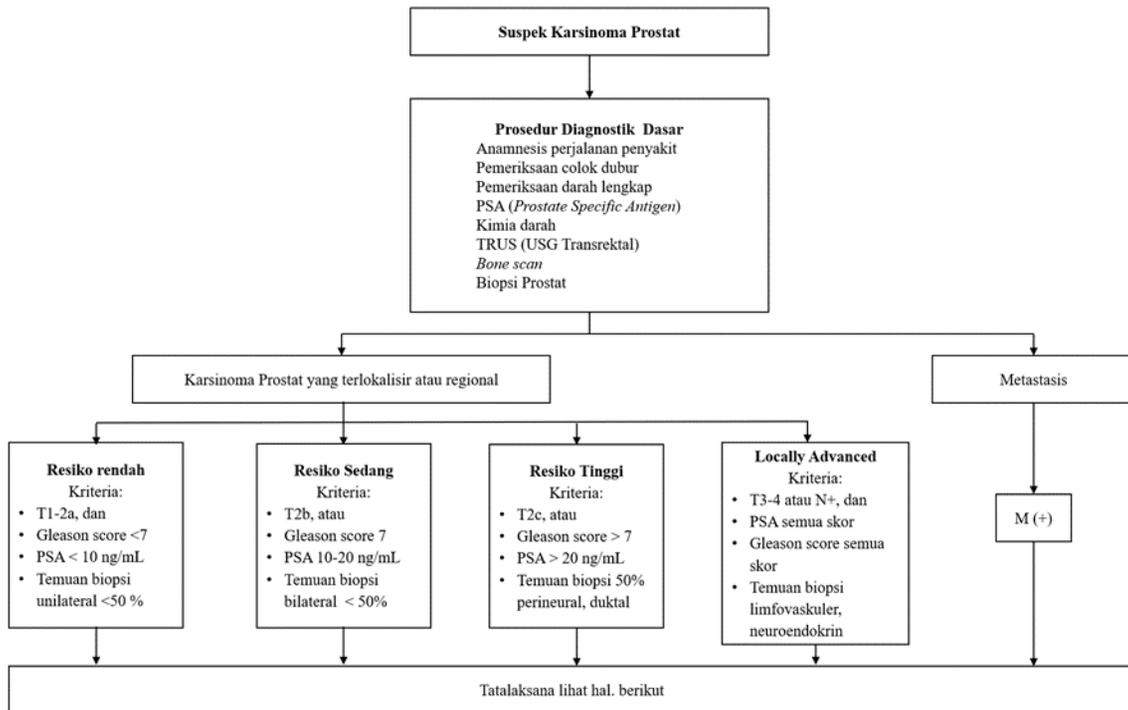 Suspek Karsinoma Prostat
Prosedur Diagnostik Dasar
Anamnesis perjalanan penyakit
Pemeriksaan colok dubur
Pemeriksaan darah lengkap
PSA (Prostate Specific Antigen)
Kimia darah
TRUS (USG Transrektal)
Bone scan
Biopsi Prostat
Karsinoma Prostat yang terlokalisir atau regional
Metastasis
Resiko rendah
Kriteria:
• T1-2a, dan
• Gleason score <7
• PSA < 10 ng/mL
• Temuan biopsi
unilateral <50 %
Resiko Sedang
Kriteria:
• T2b, atau
• Gleason score 7
• PSA 10-20 ng/mL
• Temuan biopsi
bilateral < 50%
Resiko Tinggi
Kriteria:
• T2c, atau
• Gleason score > 7
• PSA > 20 ng/mL
• Temuan biopsi 50%
perineural, duktal
Locally Advanced
Kriteria:
• T3-4 atau N+, dan
• PSA semua skor
• Gleason score semua
skor
• Temuan biopsi
limfovaskuler,
neuroendokrin
M (+)
Tatalaksana lihat hal. berikut